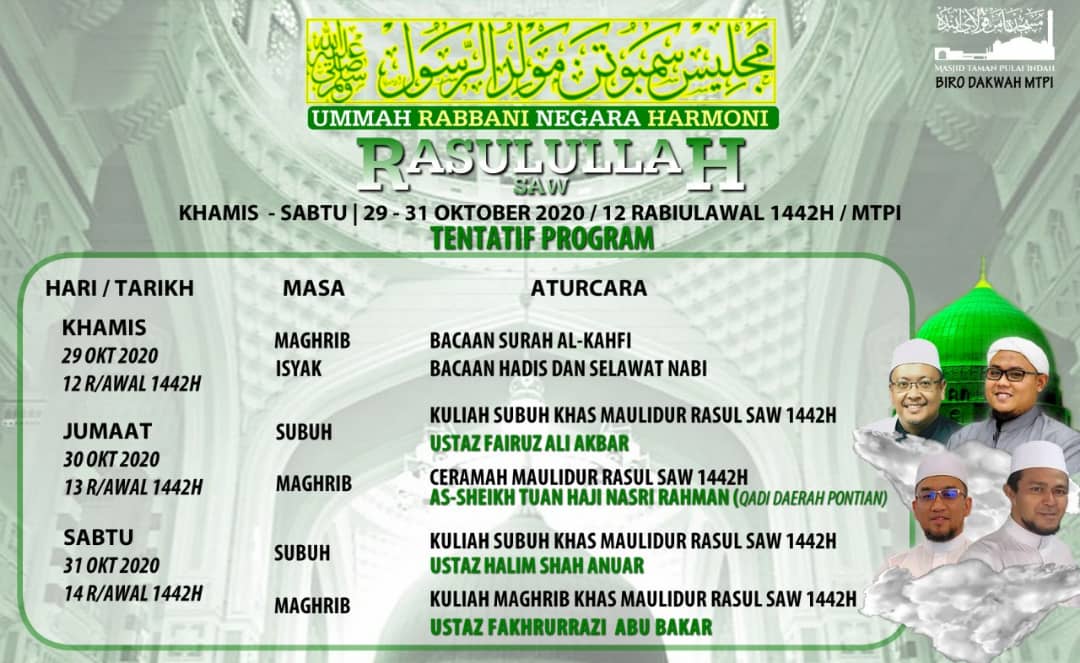 مجليس سمبوتن مولد الرسول
صلى الله عليه وسلم
UMMAH RABBANI NEGARA HARMONI
RASULULLAH
SAW
MASJID TAMAN PULAI INDAH
BIRO DAKWAH MTPI
KHAMIS - SABTU | 29 - 31 OKTOBER 2020 / 12 RABIULAWAL 1442H / MTPI
TENTATIF PROGRAM
HARI / TARIKH MASA ATURCARA
KHAMIS
29 OKT 2020
12 R/AWAL 1442H
MAGHRIB BACAAN SURAH AL-KAHFI
ISYAK BACAAN HADIS DAN SELAWAT NABI
JUMAAT
30 OKT 2020
13 R/AWAL 1442H
SUBUH KULIAH SUBUH KHAS MAULIDUR RASUL SAW 1442H
USTAZ FAIRUZ ALI AKBAR
MAGHRIB CERAMAH MAULIDUR RASUL SAW 1442H
AS-SHEIKH TUAN HAJI NASRI RAHMAN (QADI DAERAH PONTIAN)
SABTU
31 OKT 2020
14 R/AWAL 1442H
SUBUH KULIAH SUBUH KHAS MAULIDUR RASUL SAW 1442H
USTAZ HALIM SHAH ANUAR
MAGHRIB KULIAH MAGHRIB KHAS MAULIDUR RASUL SAW 1442H
USTAZ FAKHRURRAZI ABU BAKAR